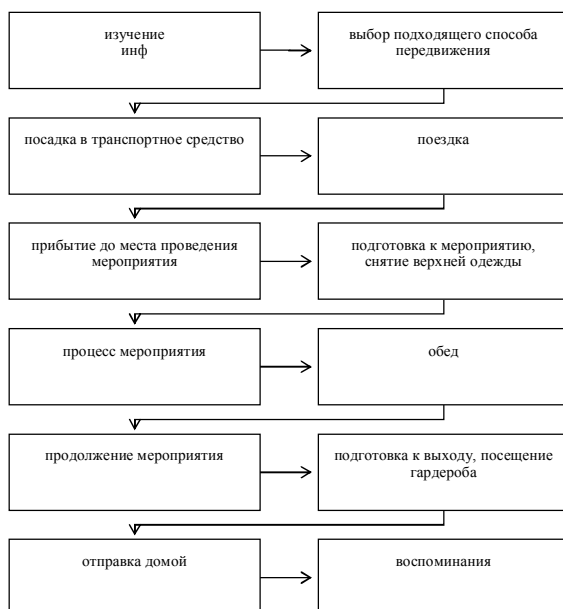 изучение
инф
выбор подходящего способа
передвижения
посадка в транспортное средство
поездка
прибытие до места проведения
мероприятия
подготовка к мероприятию,
снятие верхней одежды
процесс мероприятия
обед
продолжение мероприятия
подготовка к выходу, посещение
гардероба
отправка домой
воспоминания